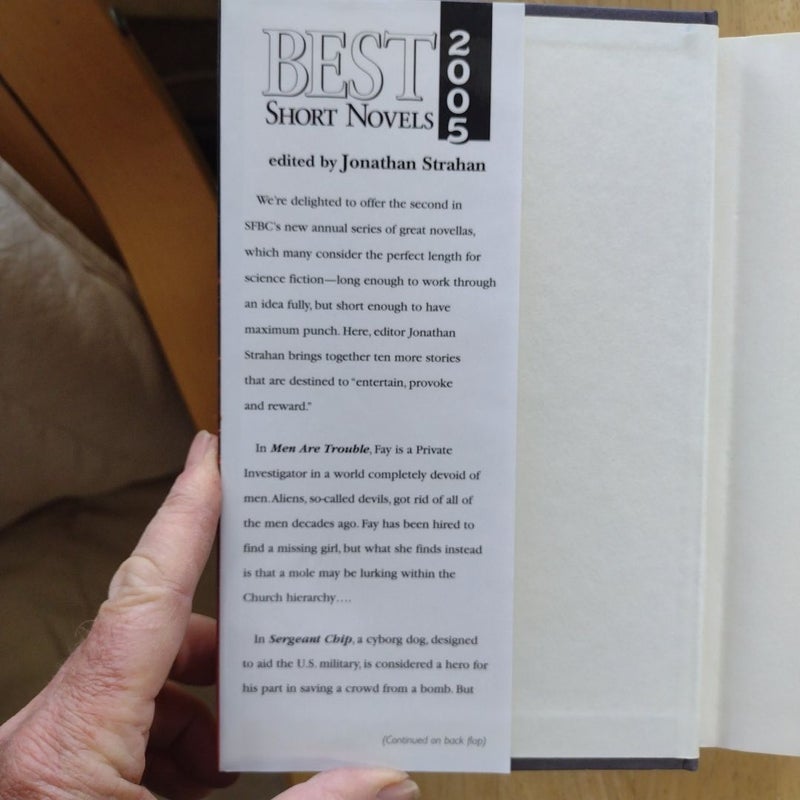 BEST
2005
SHORT NOVELS
edited by Jonathan Strahan
We're delighted to offer the second in
SFBC's new annual series of great novellas,
which many consider the perfect length for
science fiction—long enough to work through
an idea fully, but short enough to have
maximum punch. Here, editor Jonathan
Strahan brings together ten more stories
that are destined to "entertain, provoke
and reward."
In Men Are Trouble, Fay is a Private
Investigator in a world completely devoid of
men. Aliens, so-called devils, got rid of all of
the men decades ago. Fay has been hired to
find a missing girl, but what she finds instead
is that a mole may be lurking within the
Church hierarchy....
In Sergeant Chip, a cyborg dog, designed
to aid the U.S. military, is considered a hero for
his part in saving a crowd from a bomb. But
(Continued on back flap)